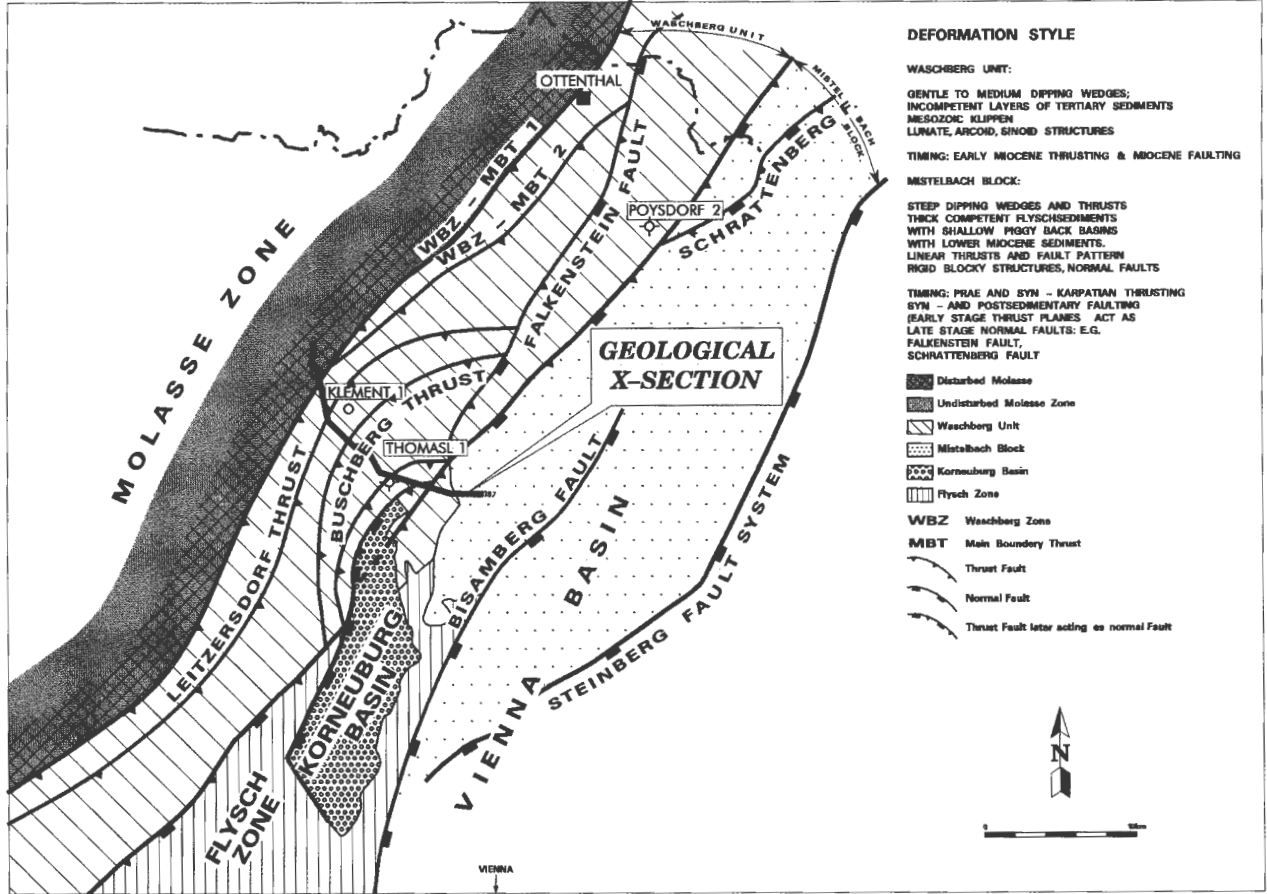 WASCHBERG UNIT
MISTELBACH
BLOCK
OTTENTHAL
WBZ – MBT 1
WBZ – MBT 2
FALKENSTEIN FAULT
POYSDORF 2
SCHRATTENBERG
MOLASSE ZONE
GEOLOGICAL
X–SECTION
KLEMENT 1
BUSCHBERG THRUST
THOMASL 1
LEITZERSDORF THRUST
BISAMBERG FAULT
VIENNA BASIN
STEINBERG FAULT SYSTEM
KORNEUBURG
BASIN
FLYSCH
ZONE
VIENNA
DEFORMATION STYLE
WASCHBERG UNIT:
GENTLE TO MEDIUM DIPPING WEDGES;
INCOMPETENT LAYERS OF TERTIARY SEDIMENTS
MESOZOIC KLIPPEN
LUNATE, ARCOID, SINOID STRUCTURES
TIMING: EARLY MIOCENE THRUSTING & MIOCENE FAULTING
MISTELBACH BLOCK:
STEEP DIPPING WEDGES AND THRUSTS
THICK COMPETENT FLYSCHSEDIMENTS
WITH SHALLOW PIGGY BACK BASINS
WITH LOWER MIOCENE SEDIMENTS.
LINEAR THRUSTS AND FAULT PATTERN
RIGID BLOCKY STRUCTURES, NORMAL FAULTS
TIMING: PRAE AND SYN – KARPATIAN THRUSTING
SYN – AND POSTSEDIMENTARY FAULTING
(EARLY STAGE THRUST PLANES ACT AS
LATE STAGE NORMAL FAULTS: E.G.
FALKENSTEIN FAULT,
SCHRATTENBERG FAULT
Disturbed Molasse
Undisturbed Molasse Zone
Waschberg Unit
Mistelbach Block
Korneuburg Basin
Flysch Zone
WBZ Waschberg Zone
MBT Main Boundery Thrust
Thrust Fault
Normal Fault
Thrust Fault later acting as normal Fault
N
0